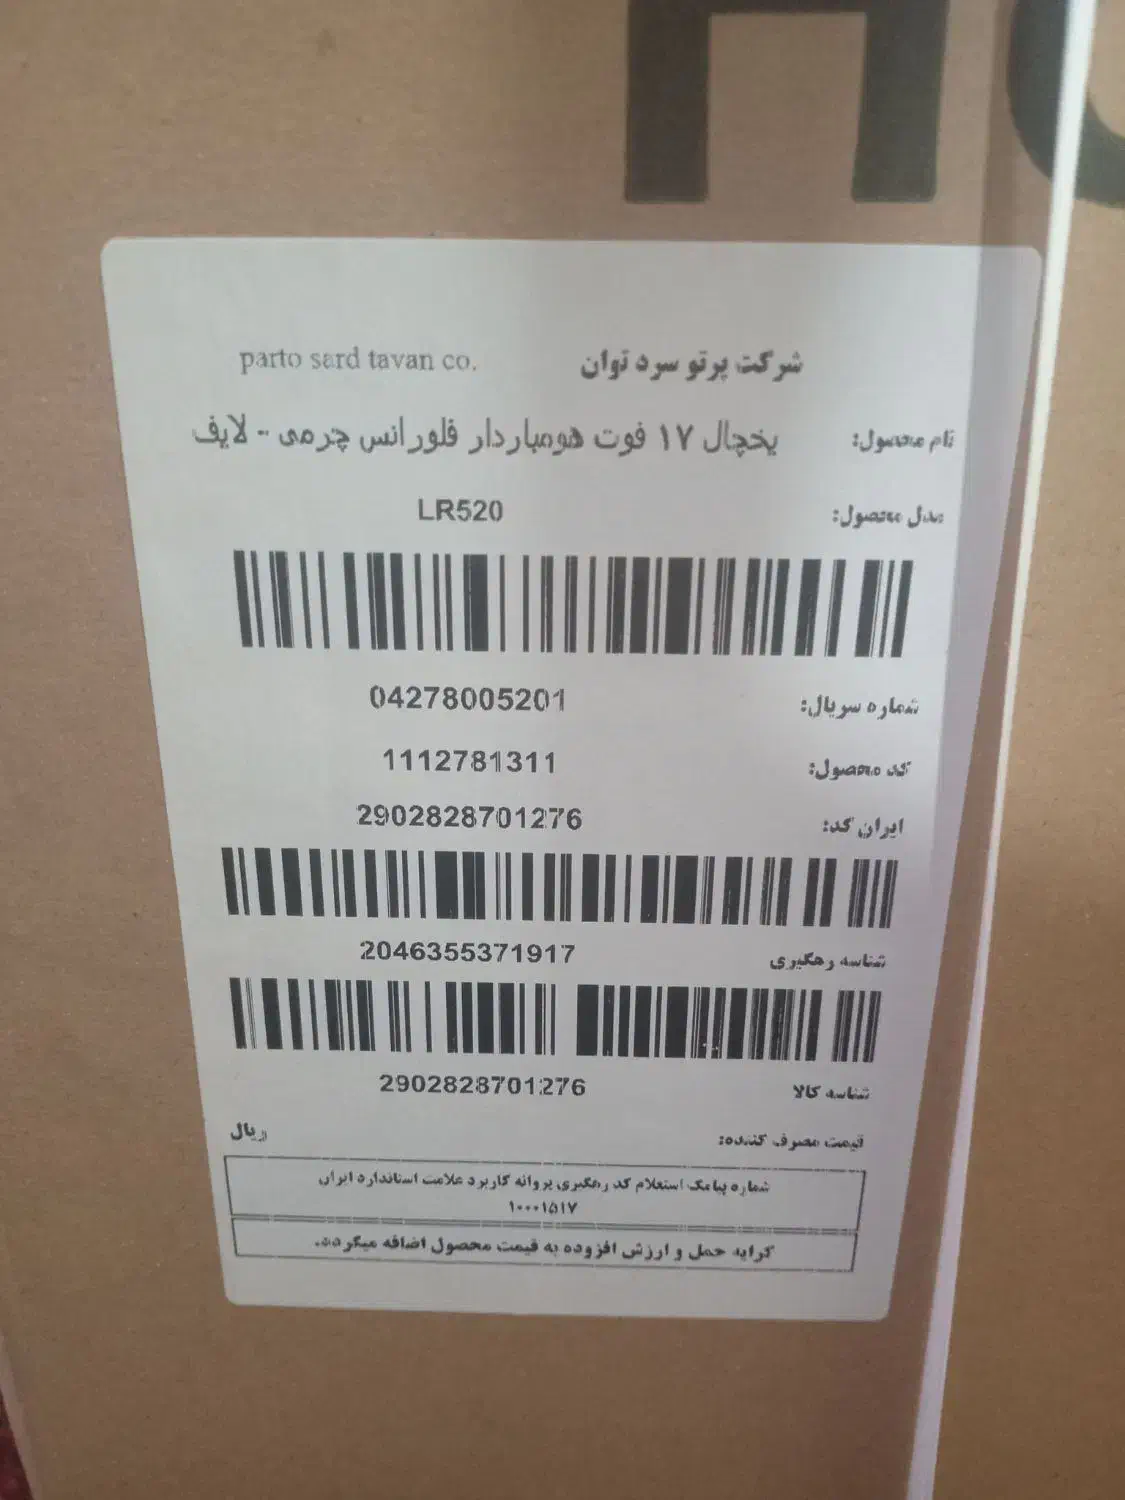 HC
شرکت پرتو سرد توان parto sard tavan co.
نام محصول: یخچال ۱۷ فوت هومباردار فلورانس چرمی - لایف
مدل محصول: LR520
شماره سریال: 04278005201
کد محصول: 1112781311
ایران کد: 2902828701276
شناسه رهگیری 2046355371917
شناسه کالا 2902828701276
قیمت مصرف کننده: ریال
شماره پیامک استعلام کد رهگیری پروانه کاربرد علامت استاندارد ایران
۱۰۰۰۱۵۱۷
کرایه حمل و ارزش افزوده به قیمت محصول اضافه میگردد.